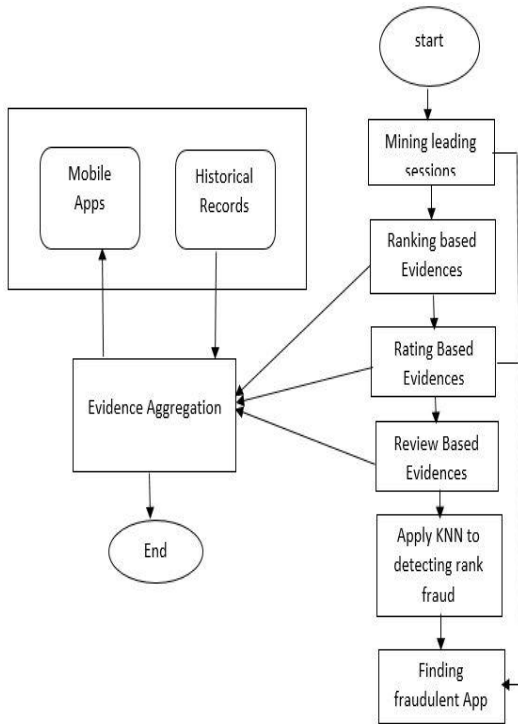 start
Mining leading
sessions
Mobile
Apps
Historical
Records
Ranking based
Evidences
Rating Based
Evidences
Evidence Aggregation
Review Based
Evidences
End
Apply KNN to
detecting rank
fraud
Finding
fraudulent App